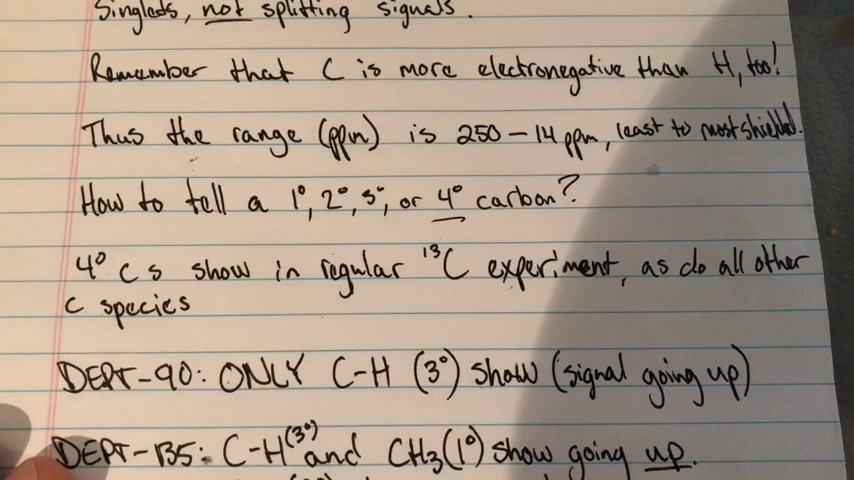 Singlets, not splitting signals.
Remember that C is more electronegative than H, too!
Thus the range (ppm) is 250 - 14 ppm, least to most shielded.
How to tell a 1°, 2°, 3°, or 4° carbon?
4° Cs show in regular ¹³C experiment, as do all other
C species
DEPT-90: ONLY C-H (3°) show (signal going up)
DEPT-135: C-H (3°) and CH3 (1°) show going up.